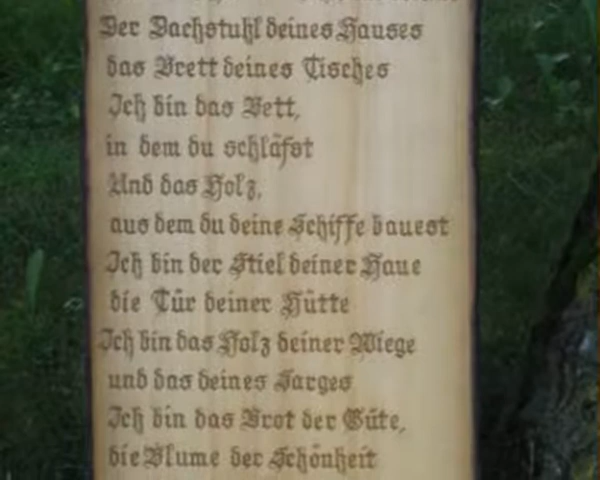 Der Dachstuhl deines Hauses
das Brett deines Tisches
Ich bin das Bett,
in dem du schläfst
Und das Holz,
aus dem du deine Schiffe bauest
Ich bin der Stiel deiner Haue
die Tür deiner Hütte
Ich bin das Holz deiner Wiege
und das deines Sarges
Ich bin das Brot der Güte,
die Blume der Schönheit